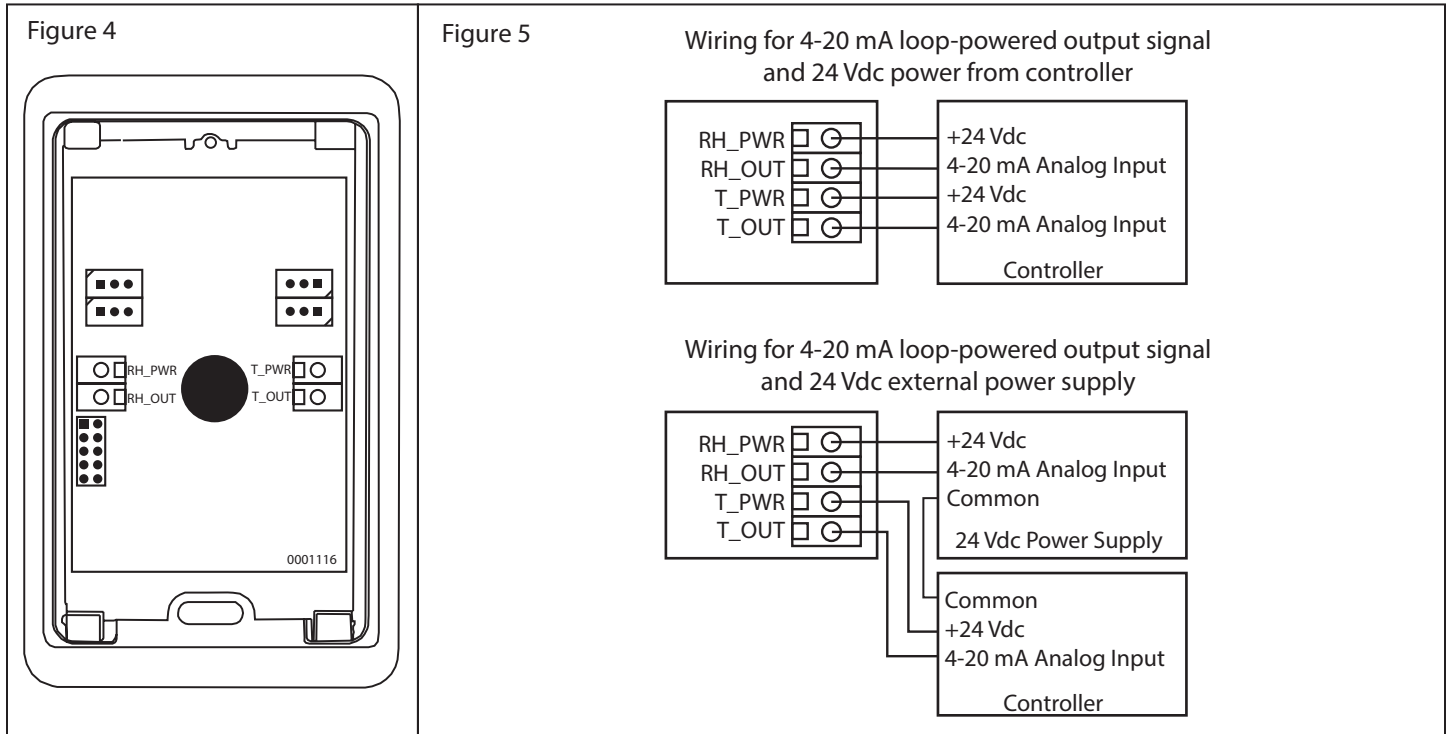 Figure 4
RH_PWR
T_PWR
RH_OUT
T_OUT
0001116
Figure 5
Wiring for 4-20 mA loop-powered output signal
and 24 Vdc power from controller
RH_PWR
+24 Vdc
RH_OUT
4-20 mA Analog Input
T_PWR
+24 Vdc
T_OUT
4-20 mA Analog Input
Controller
Wiring for 4-20 mA loop-powered output signal
and 24 Vdc external power supply
RH_PWR
+24 Vdc
RH_OUT
4-20 mA Analog Input
T_PWR
Common
T_OUT
24 Vdc Power Supply
Common
+24 Vdc
4-20 mA Analog Input
Controller